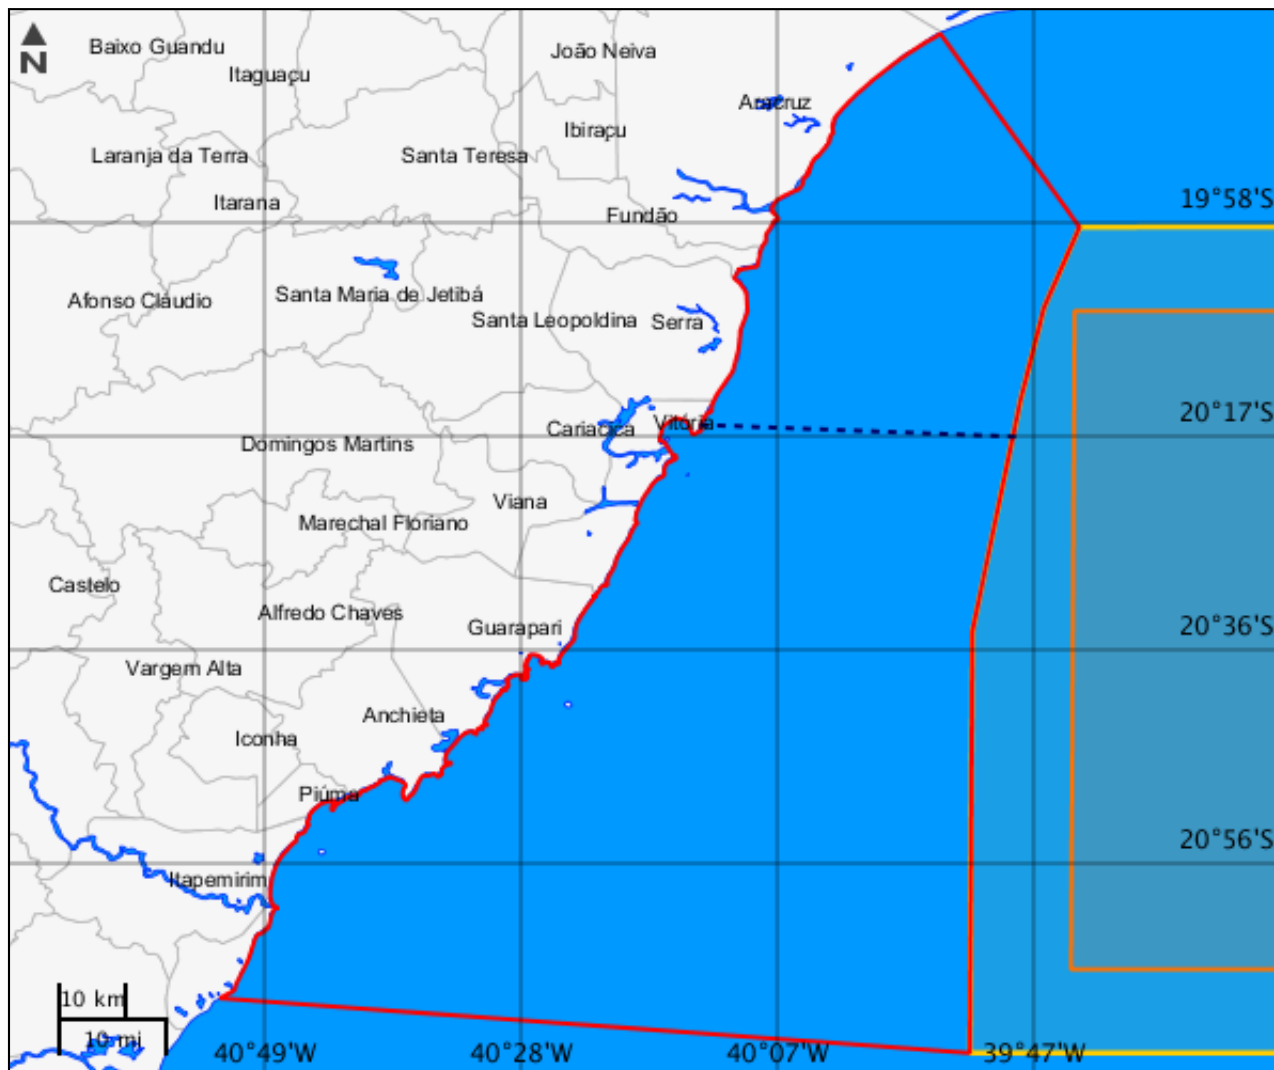 N
Baixo Guandu
João Neiva
Itaguaçu
Aracruz
Ibiraçu
Laranja da Terra
Santa Teresa
Itarana
19°58'S
Fundão
Afonso Cláudio
Santa Maria de Jetibá
Santa Leopoldina
Serra
20°17'S
Vitória
Cariacica
Domingos Martins
Viana
Marechal Floriano
Castelo
Alfredo Chaves
Guarapari
20°36'S
Vargem Alta
Anchieta
Iconha
Piúma
20°56'S
Itapemirim
10 km
10 mi
40°49'W
40°28'W
40°07'W
39°47'W